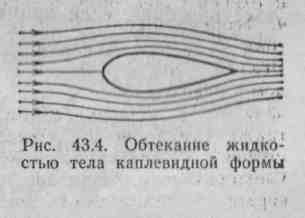 Рис. 43.4. Обтекание жидко-
стью тела каплевидной формы